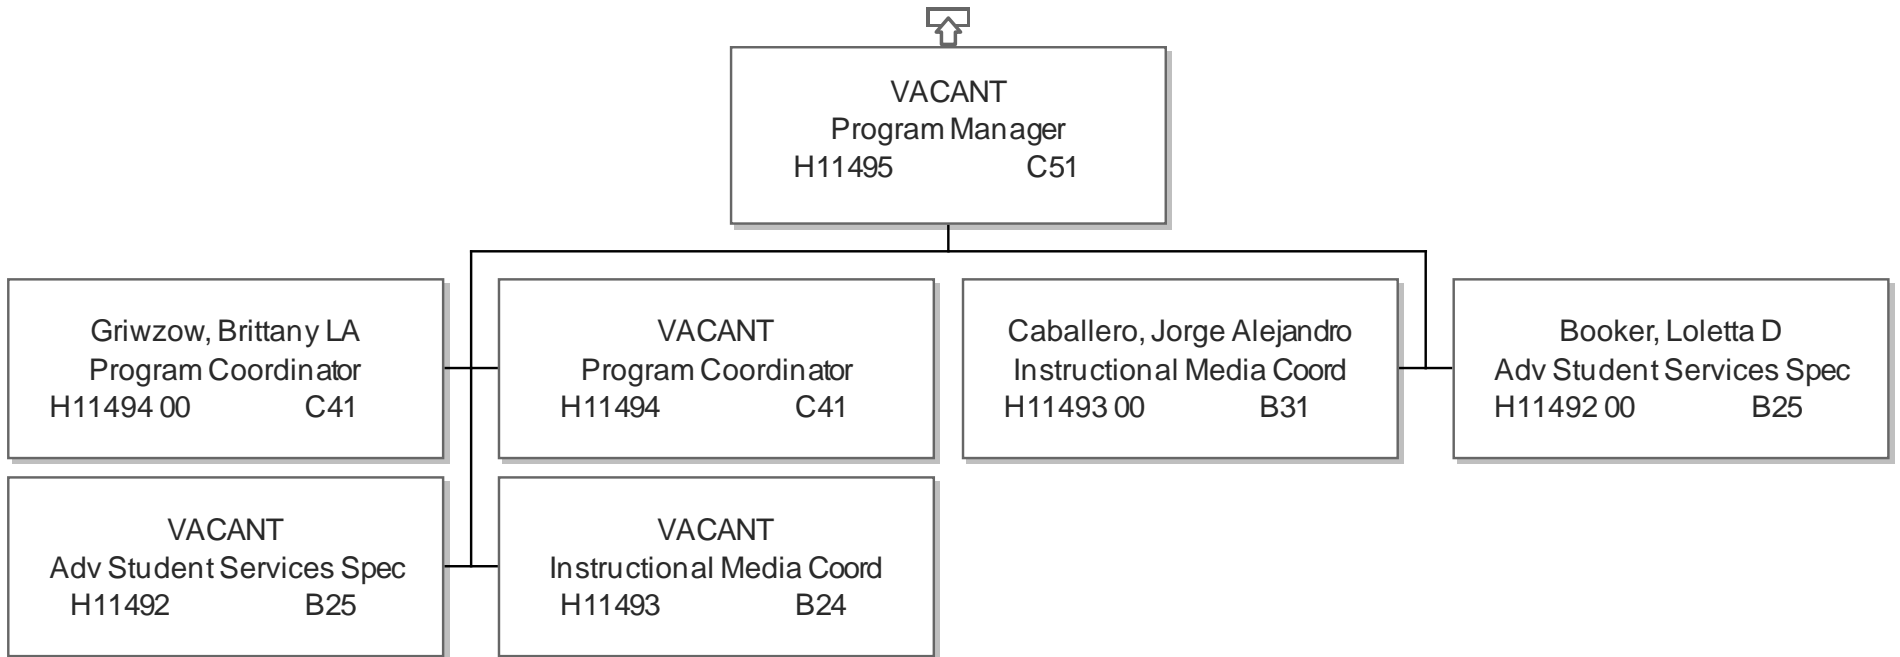 VACANT
Program Manager
H11495 C51
Griwzow, Brittany LA
Program Coordinator
H11494 00 C41
VACANT
Program Coordinator
H11494 C41
Caballero, Jorge Alejandro
Instructional Media Coord
H11493 00 B31
Booker, Loletta D
Adv Student Services Spec
H11492 00 B25
VACANT
Adv Student Services Spec
H11492 B25
VACANT
Instructional Media Coord
H11493 B24